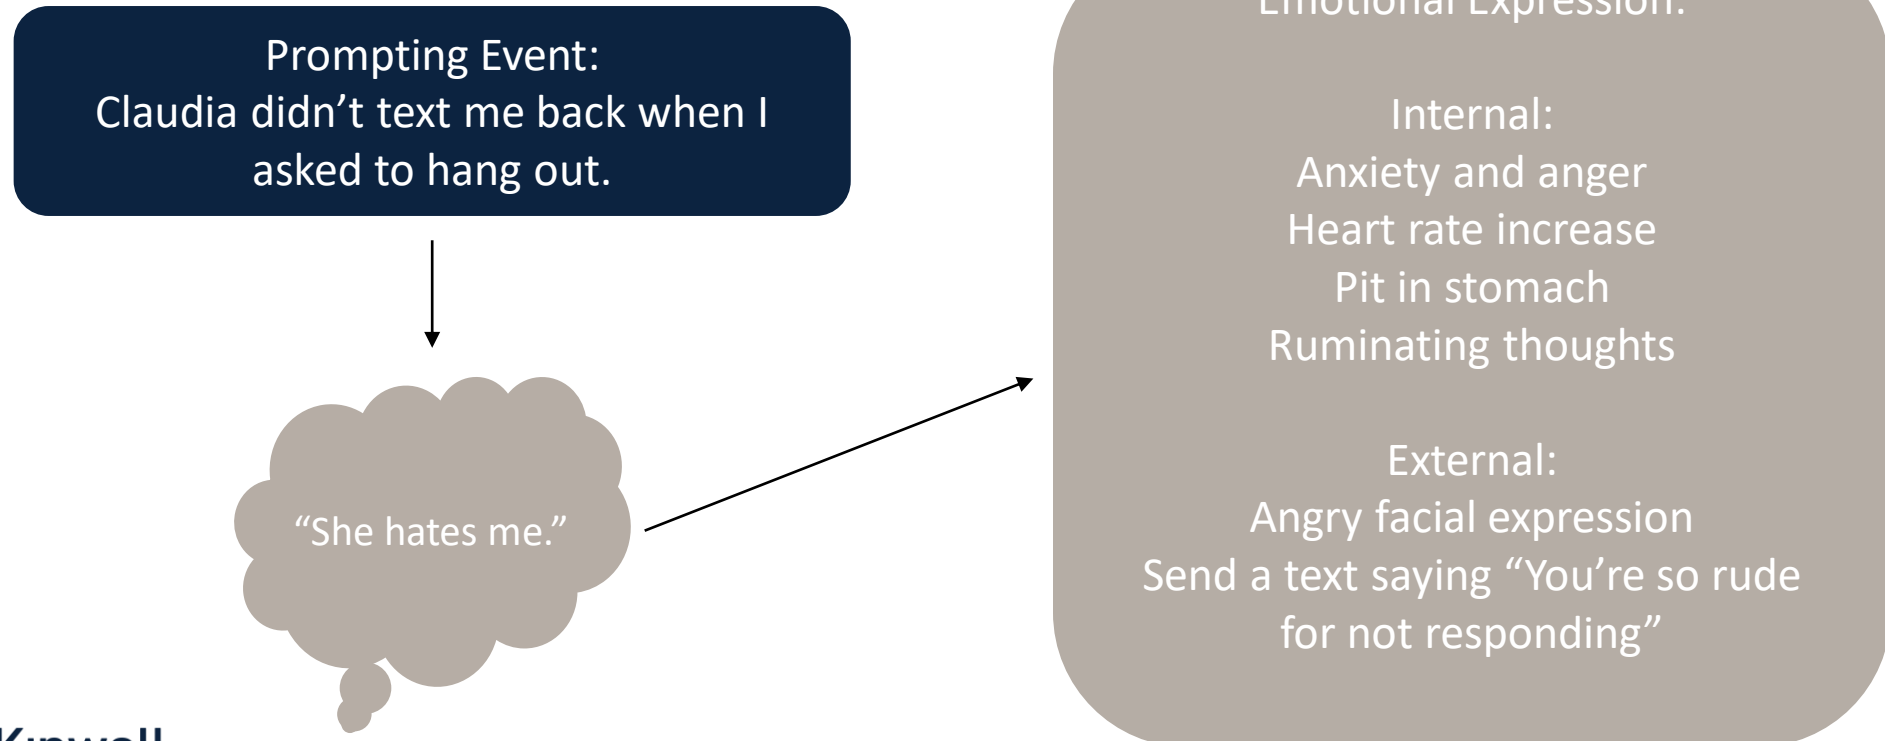 Prompting Event:
Claudia didn’t text me back when I
asked to hang out.
“She hates me.”
Emotional Expression:
Internal:
Anxiety and anger
Heart rate increase
Pit in stomach
Ruminating thoughts
External:
Angry facial expression
Send a text saying “You’re so rude
for not responding”